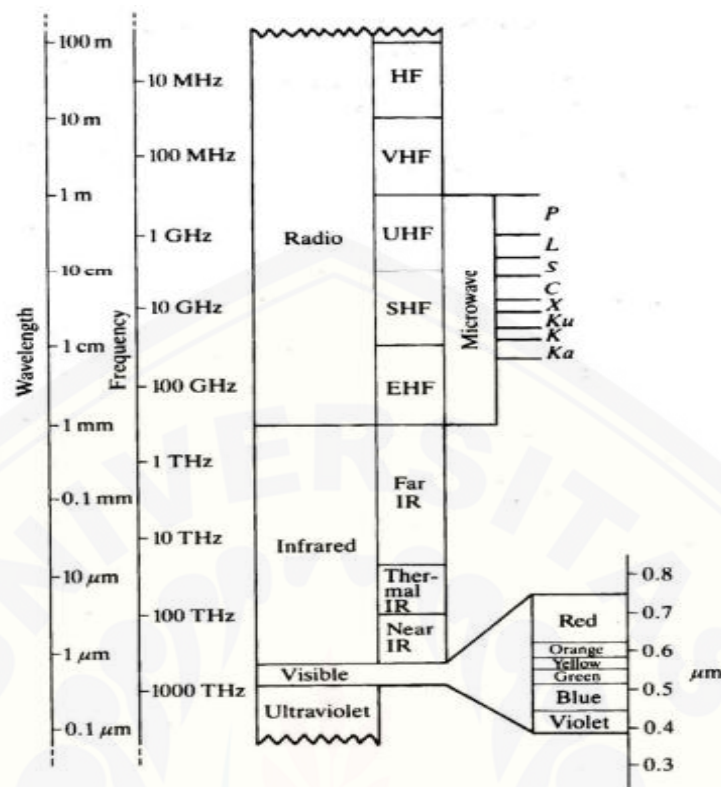 Wavelength
100 m
10 m
1 m
10 cm
1 cm
1 mm
0.1 mm
10 μm
1 μm
0.1 μm
Frequency
10 MHz
100 MHz
1 GHz
10 GHz
100 GHz
1 THz
10 THz
100 THz
1000 THz
Radio
Infrared
Visible
Ultraviolet
HF
VHF
UHF
SHF
EHF
Far
IR
Ther-
mal
IR
Near
IR
Microwave
P
L
S
C
X
Ku
K
Ka
Red
Orange
Yellow
Green
Blue
Violet
0.8
0.7
0.6
0.5
0.4
0.3
μm
UNIVERSITAS